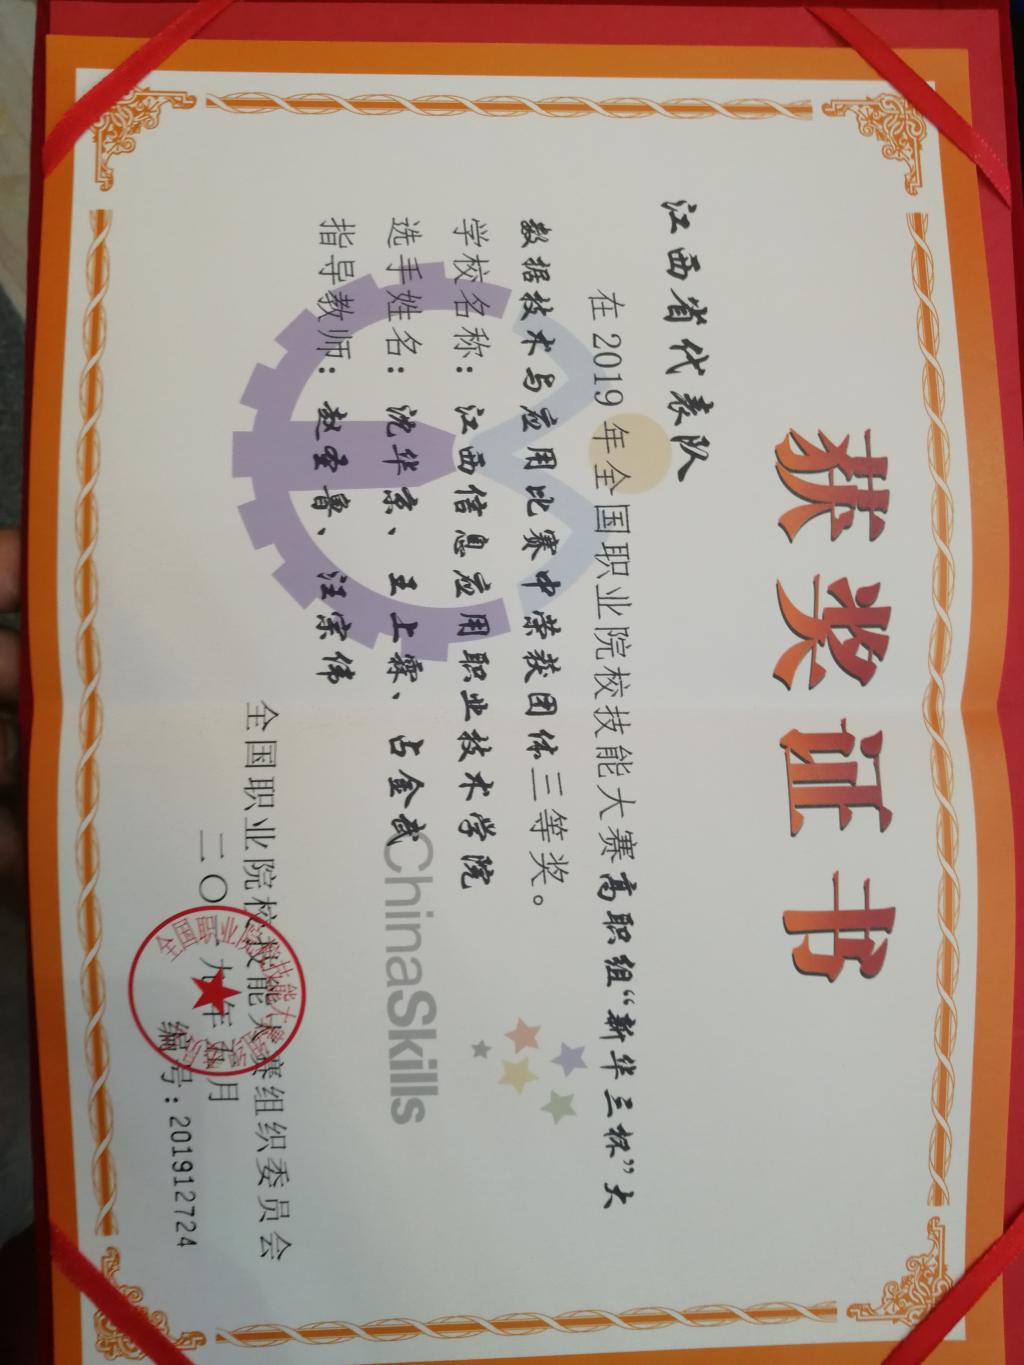 获奖证书
江西省代表队
在2019年全国职业院校技能大赛高职组“新华三杯”大
数据技术与应用比赛中荣获团体三等奖。
学校名称：江西信息应用职业技术学院
选手姓名：沈华京、王上霖、占金武
指导教师：赵圣鲁、汪宗伟
ChinaSkills
全国职业院校技能大赛组织委员会
二〇一九年五月
编号：201912724